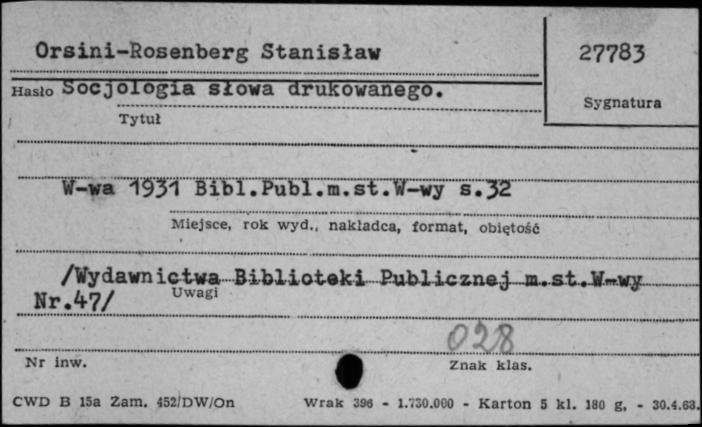 Orsini-Rosenberg Stanisław
27783
Hasło Socjologia słowa drukowanego.
Sygnatura
Tytuł
W-wa 1931 Bibl.Publ.m.st.W-wy s.32
Miejsce, rok wyd., nakładca, format, objętość
/Wydawnictwa Biblioteki Publicznej m.st.W-wy
Nr.47/
Uwagi
028
Nr inw.
Znak klas.
CWD B 15a Zam. 452/DW/On Wrak 396 - 1.730.000 - Karton 5 kl. 180 g, - 30.4.63.